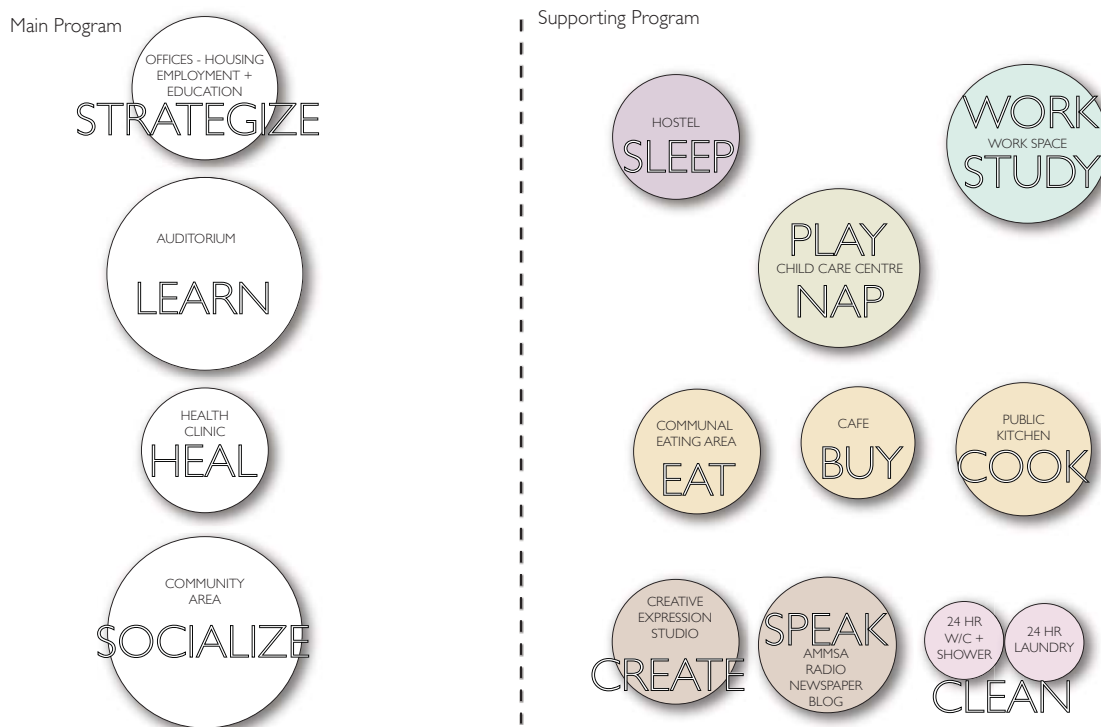 Main Program
OFFICES - HOUSING
EMPLOYMENT +
EDUCATION
STRATEGIZE
AUDITORIUM
LEARN
HEALTH
CLINIC
HEAL
COMMUNITY
AREA
SOCIALIZE
Supporting Program
HOSTEL
SLEEP
WORK
WORK SPACE
STUDY
PLAY
CHILD CARE CENTRE
NAP
COMMUNAL
EATING AREA
EAT
CAFE
BUY
PUBLIC
KITCHEN
COOK
CREATIVE
EXPRESSION
STUDIO
CREATE
SPEAK
AMMSA
RADIO
NEWSPAPER
BLOG
24 HR
W/C +
SHOWER
24 HR
LAUNDRY
CLEAN